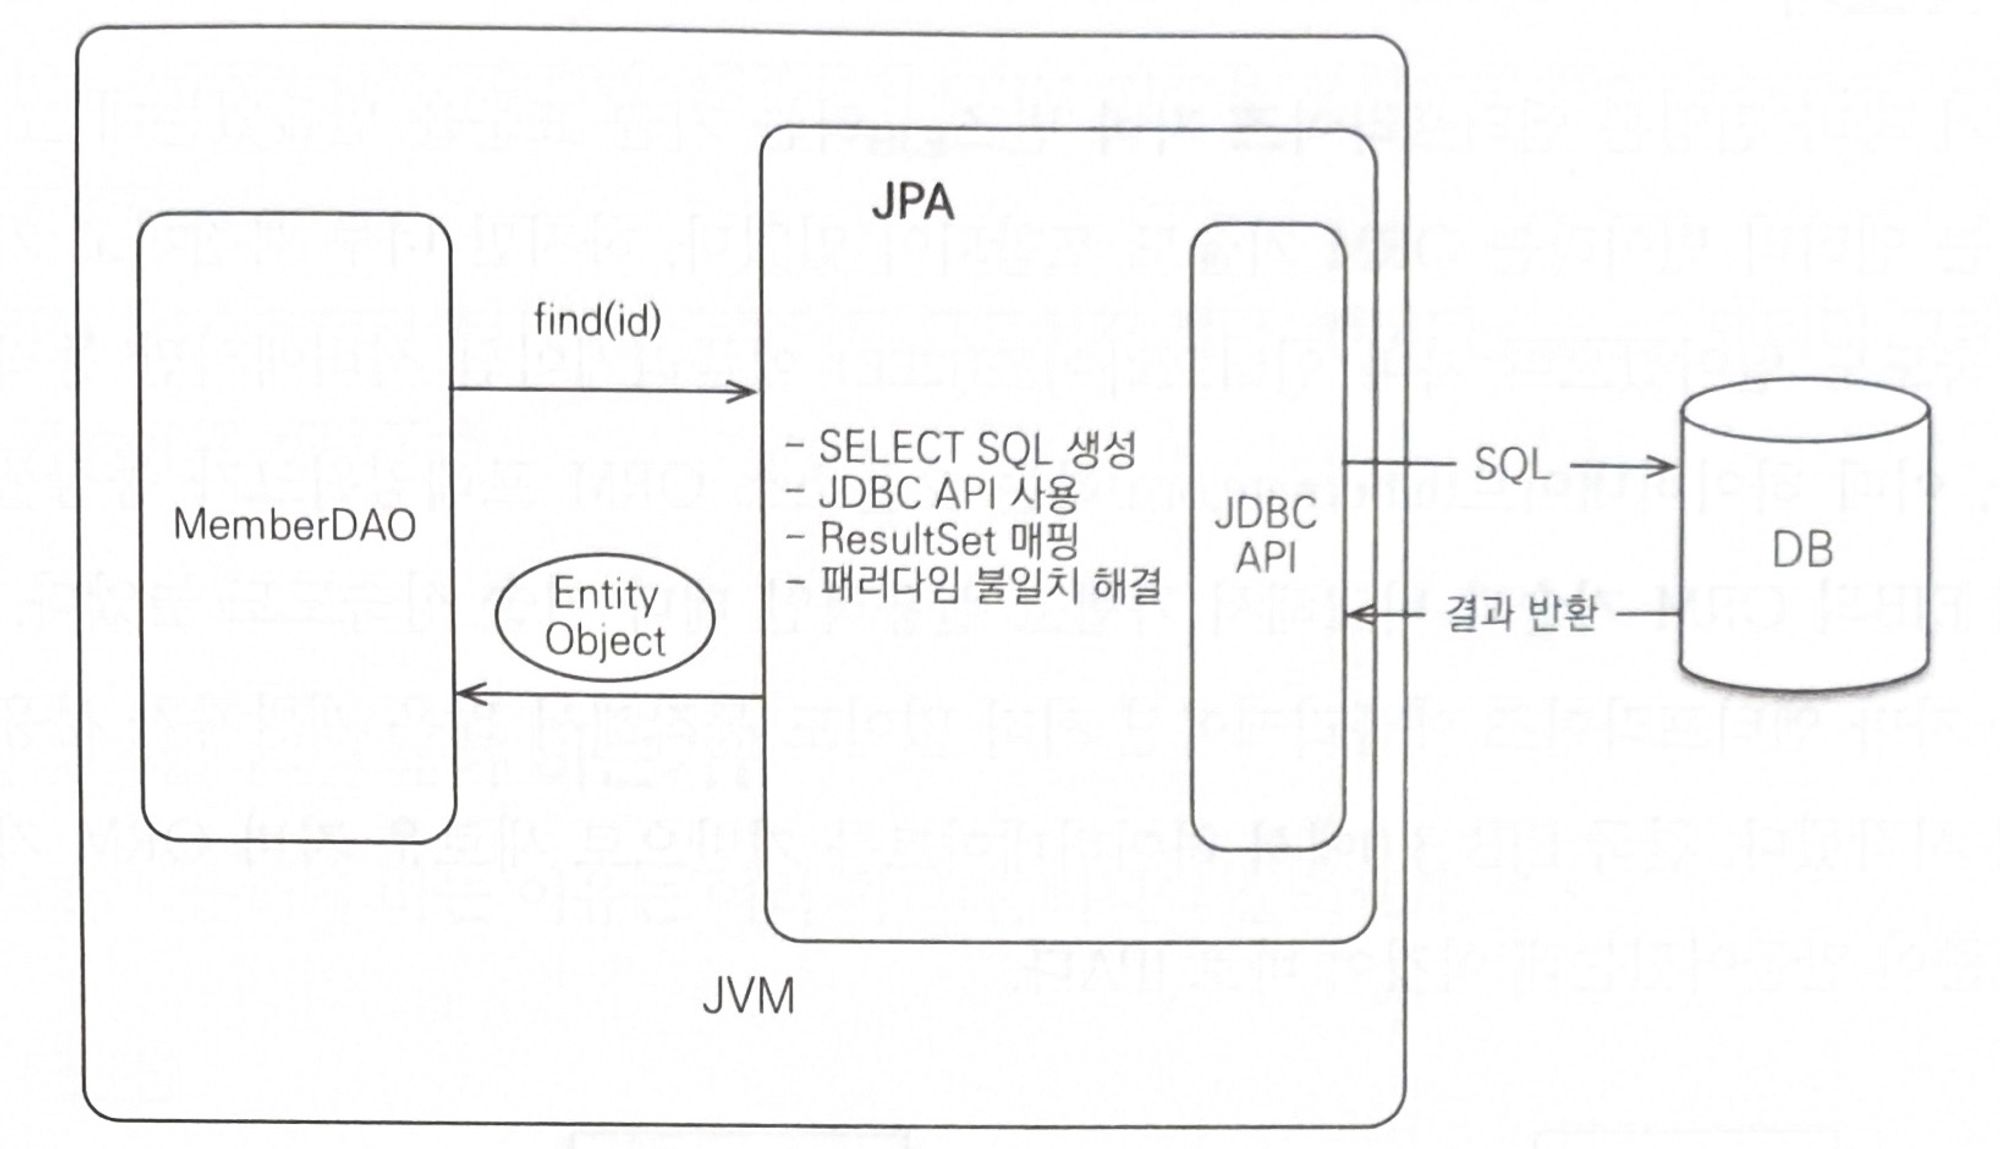 JPA
find(id)
- SELECT SQL 생성
- JDBC API 사용
- ResultSet 매핑
- 패러다임 불일치 해결
MemberDAO
Entity
Object
JDBC
API
SQL
결과 반환
DB
JVM